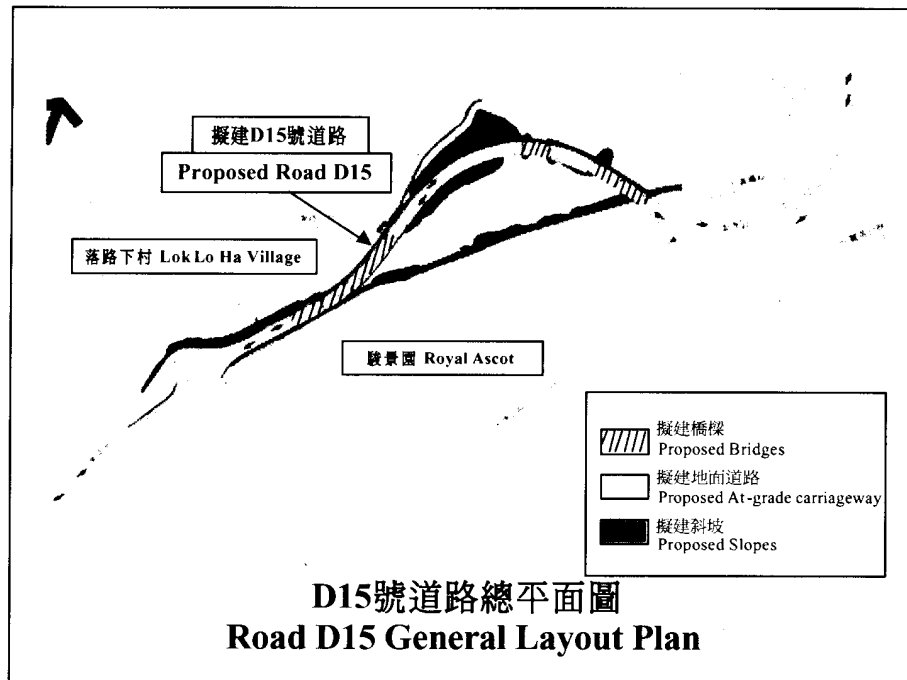 擬建D15號道路
Proposed Road D15
落路下村 Lok Lo Ha Village
駿景園 Royal Ascot
擬建橋樑
Proposed Bridges
擬建地面道路
Proposed At-grade carriageway
擬建斜坡
Proposed Slopes
D15號道路總平面圖
Road D15 General Layout Plan